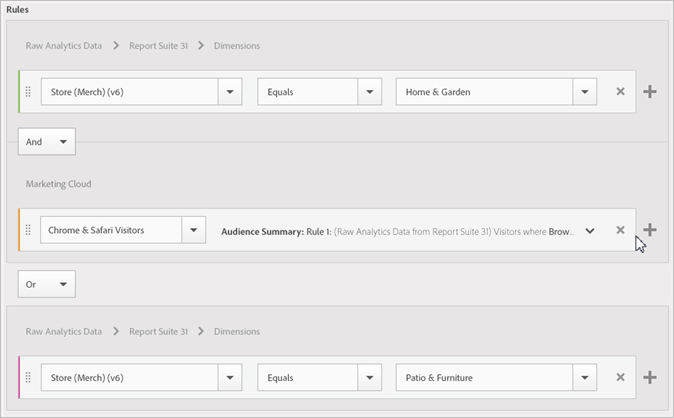 Rules
Raw Analytics Data > Report Suite 31 > Dimensions
Store (Merch) (v6) Equals Home & Garden
And
Marketing Cloud
Chrome & Safari Visitors Audience Summary: Rule 1: (Raw Analytics Data from Report Suite 31) Visitors where Brow...
Or
Raw Analytics Data > Report Suite 31 > Dimensions
Store (Merch) (v6) Equals Patio & Furniture